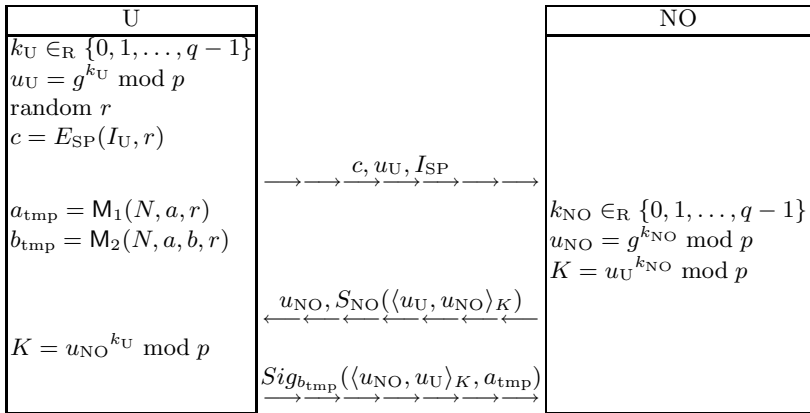 U
NO
k_U ∈_R {0, 1, . . . , q − 1}
u_U = g^{k_U} mod p
random r
c = E_SP(I_U, r)
c, u_U, I_SP
a_tmp = M_1(N, a, r)
b_tmp = M_2(N, a, b, r)
k_NO ∈_R {0, 1, . . . , q − 1}
u_NO = g^{k_NO} mod p
K = u_U^{k_NO} mod p
u_NO, S_NO(⟨u_U, u_NO⟩_K)
K = u_NO^{k_U} mod p
Sig_{b_tmp}(⟨u_NO, u_U⟩_K, a_tmp)